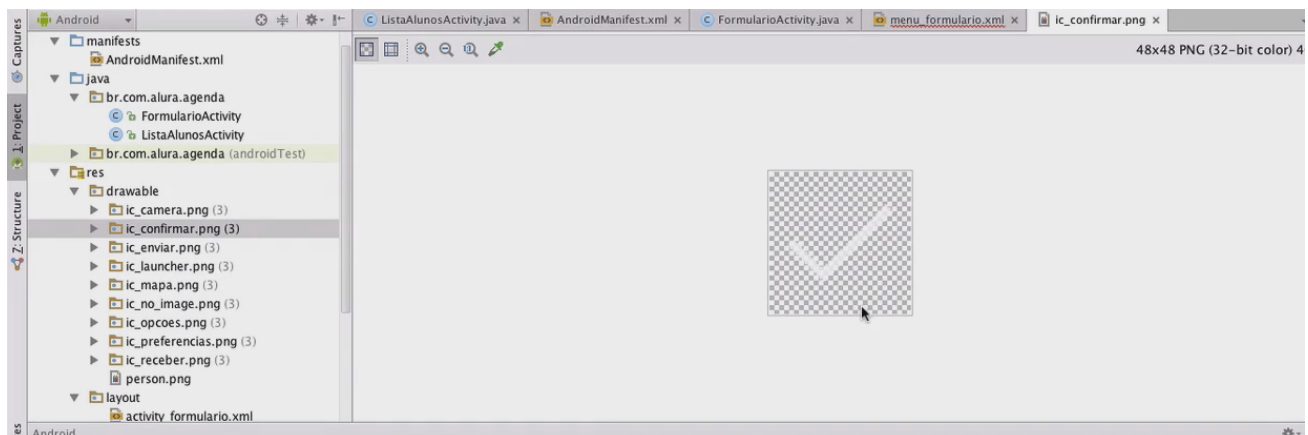 Android
ListaAlunosActivity.java
AndroidManifest.xml
FormularioActivity.java
menu_formulario.xml
ic_confirmar.png
Captures
1: Project
Z: Structure
manifests
AndroidManifest.xml
java
br.com.alura.agenda
FormularioActivity
ListaAlunosActivity
br.com.alura.agenda (androidTest)
res
drawable
ic_camera.png (3)
ic_confirmar.png (3)
ic_enviar.png (3)
ic_launcher.png (3)
ic_mapa.png (3)
ic_no_image.png (3)
ic_opcoes.png (3)
ic_preferencias.png (3)
ic_receber.png (3)
person.png
layout
activity_formulario.xml
48x48 PNG (32-bit color) 4
Android